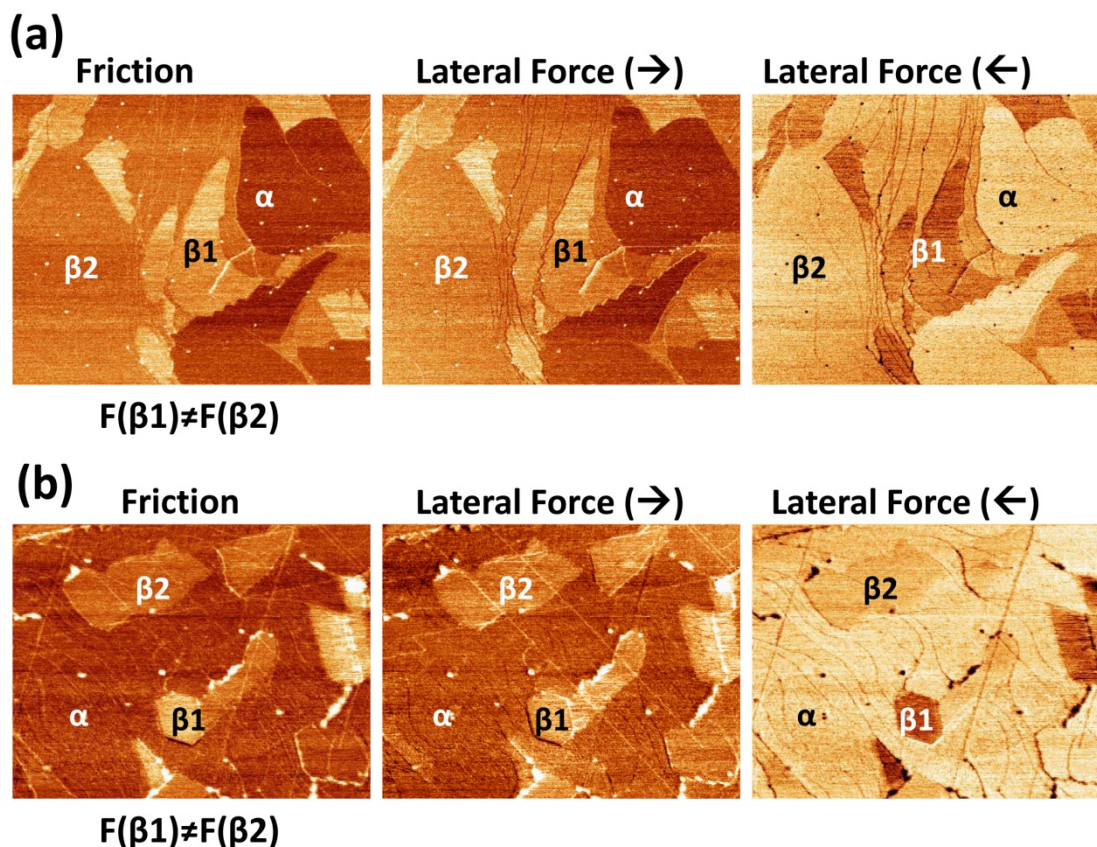 (a)
Friction Lateral Force (→) Lateral Force (←)
α α α
β2 β1 β2 β1 β2 β1
F(β1)≠F(β2)
(b)
Friction Lateral Force (→) Lateral Force (←)
β2 β2 β2
α β1 α β1 α β1
F(β1)≠F(β2)